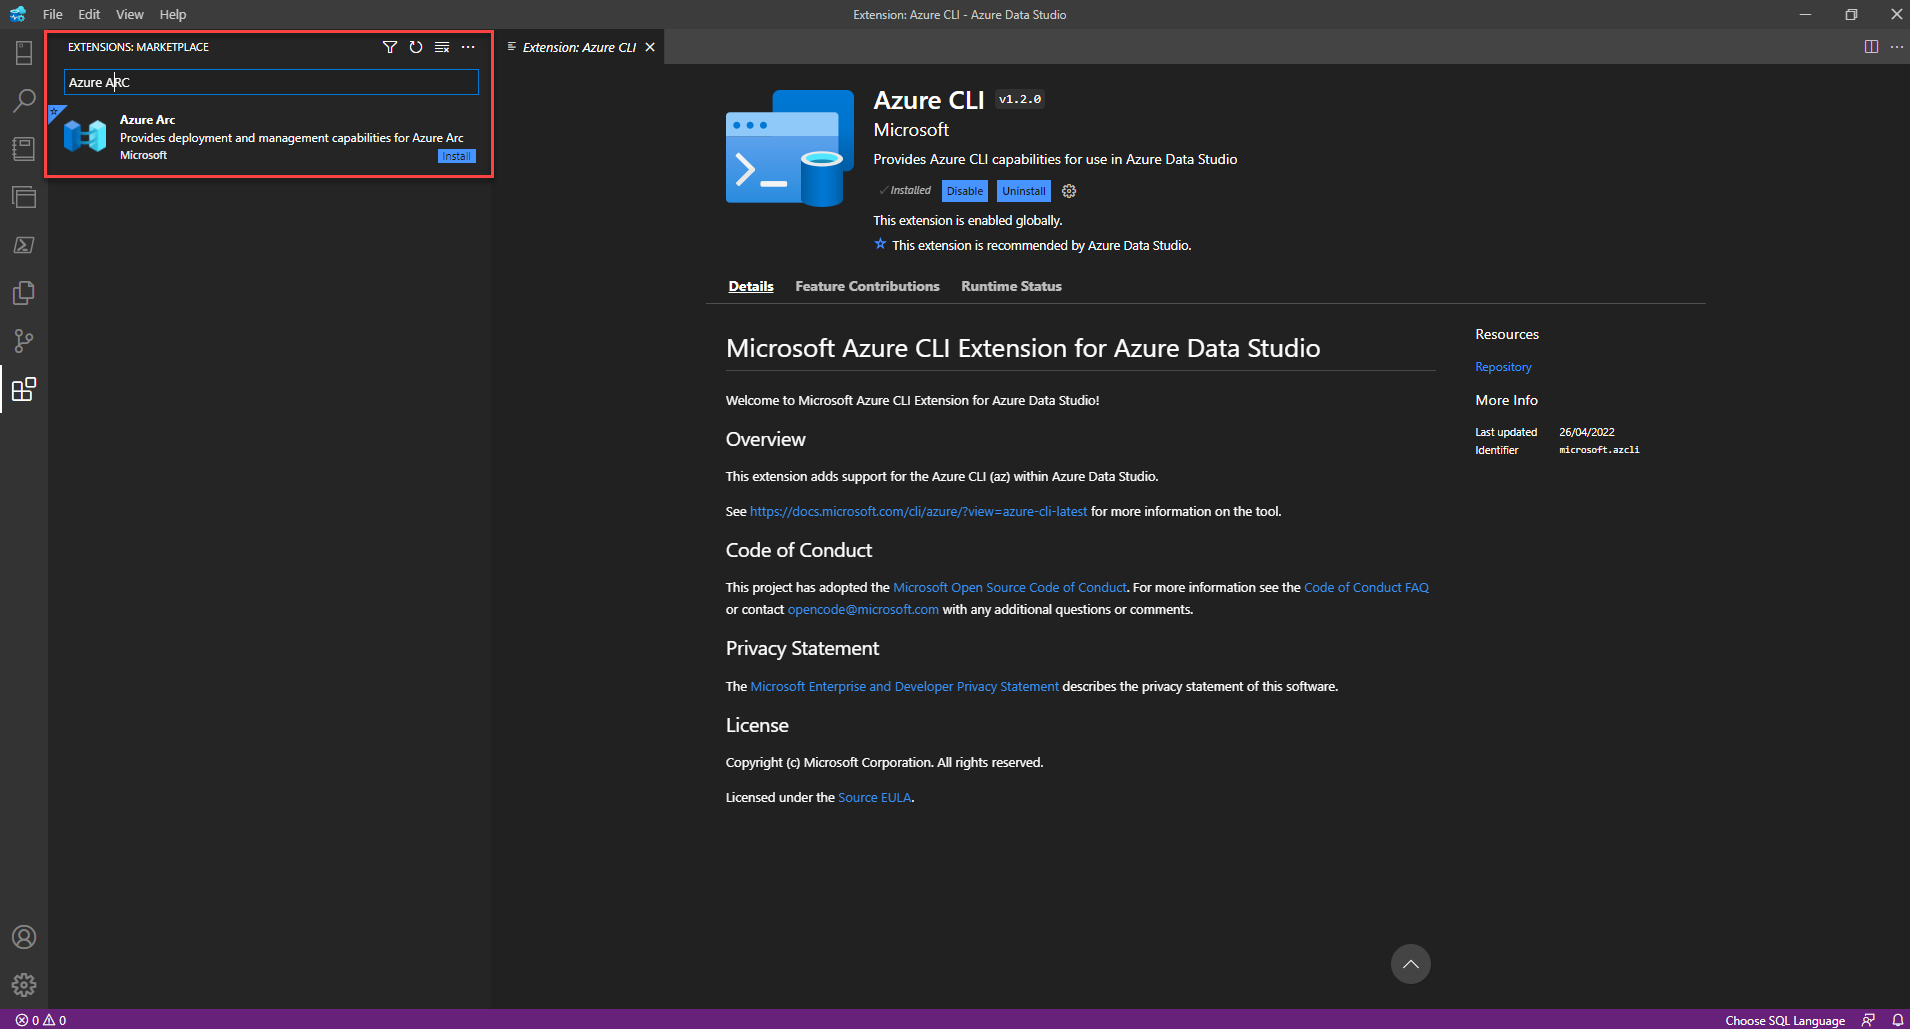 File Edit View Help
Extension: Azure CLI - Azure Data Studio
EXTENSIONS: MARKETPLACE
Azure ARC
Azure Arc
Provides deployment and management capabilities for Azure Arc
Microsoft
Install
Extension: Azure CLI
Azure CLI v1.2.0
Microsoft
Provides Azure CLI capabilities for use in Azure Data Studio
Installed Disable Uninstall
This extension is enabled globally.
This extension is recommended by Azure Data Studio.
Details Feature Contributions Runtime Status
Microsoft Azure CLI Extension for Azure Data Studio
Welcome to Microsoft Azure CLI Extension for Azure Data Studio!
Overview
This extension adds support for the Azure CLI (az) within Azure Data Studio.
See https://docs.microsoft.com/cli/azure/?view=azure-cli-latest for more information on the tool.
Code of Conduct
This project has adopted the Microsoft Open Source Code of Conduct. For more information see the Code of Conduct FAQ
or contact opencode@microsoft.com with any additional questions or comments.
Privacy Statement
The Microsoft Enterprise and Developer Privacy Statement describes the privacy statement of this software.
License
Copyright (c) Microsoft Corporation. All rights reserved.
Licensed under the Source EULA.
Resources
Repository
More Info
Last updated 26/04/2022
Identifier microsoft.azcli
0 0
Choose SQL Language